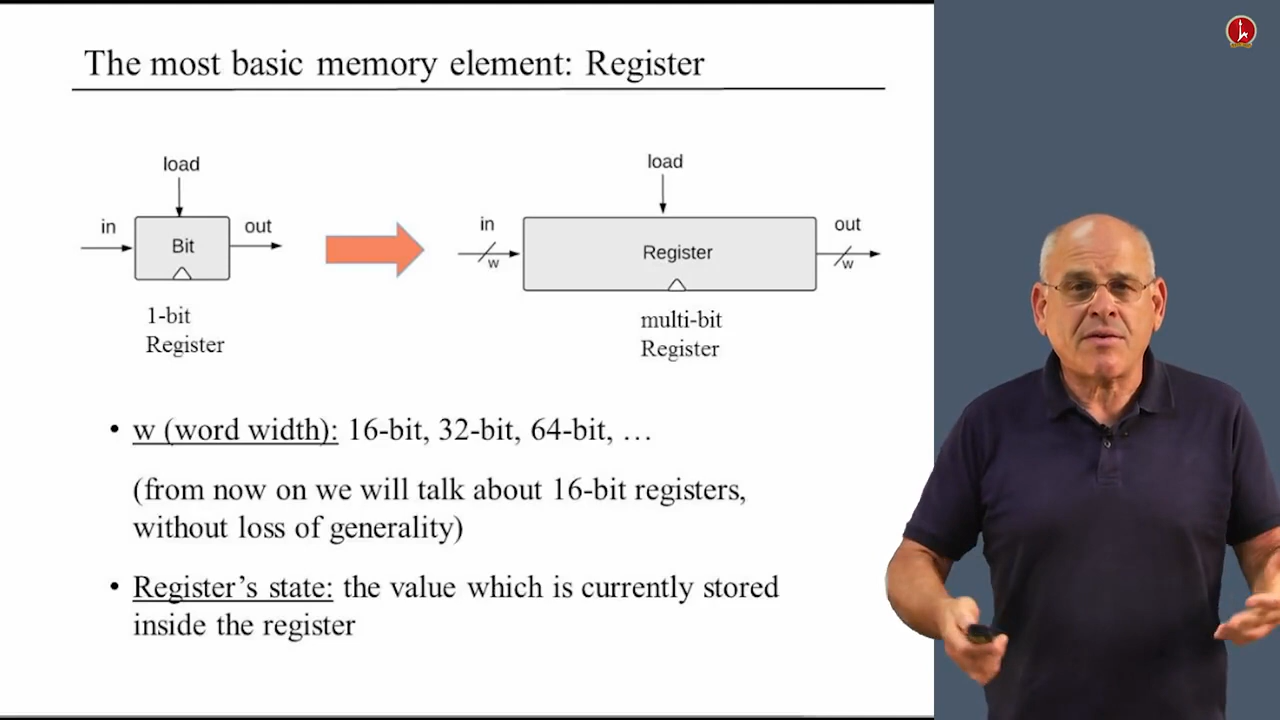 The most basic memory element: Register
load
in
Bit
out
1-bit
Register
load
in
w
Register
out
w
multi-bit
Register
• w (word width): 16-bit, 32-bit, 64-bit, …
(from now on we will talk about 16-bit registers,
without loss of generality)
• Register’s state: the value which is currently stored
inside the register